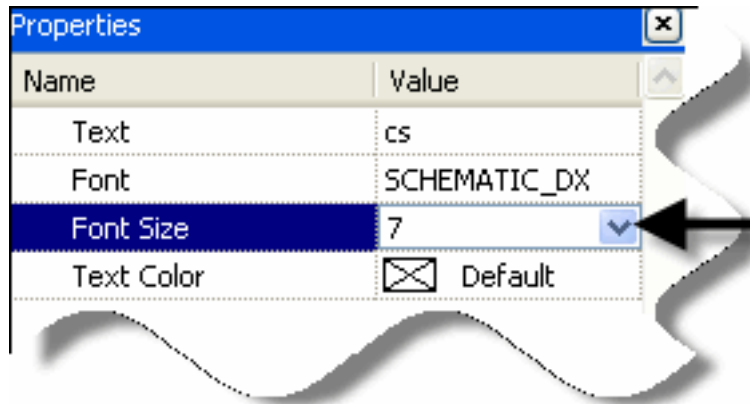 Properties
Name Value
Text cs
Font SCHEMATIC_DX
Font Size 7
Text Color Default